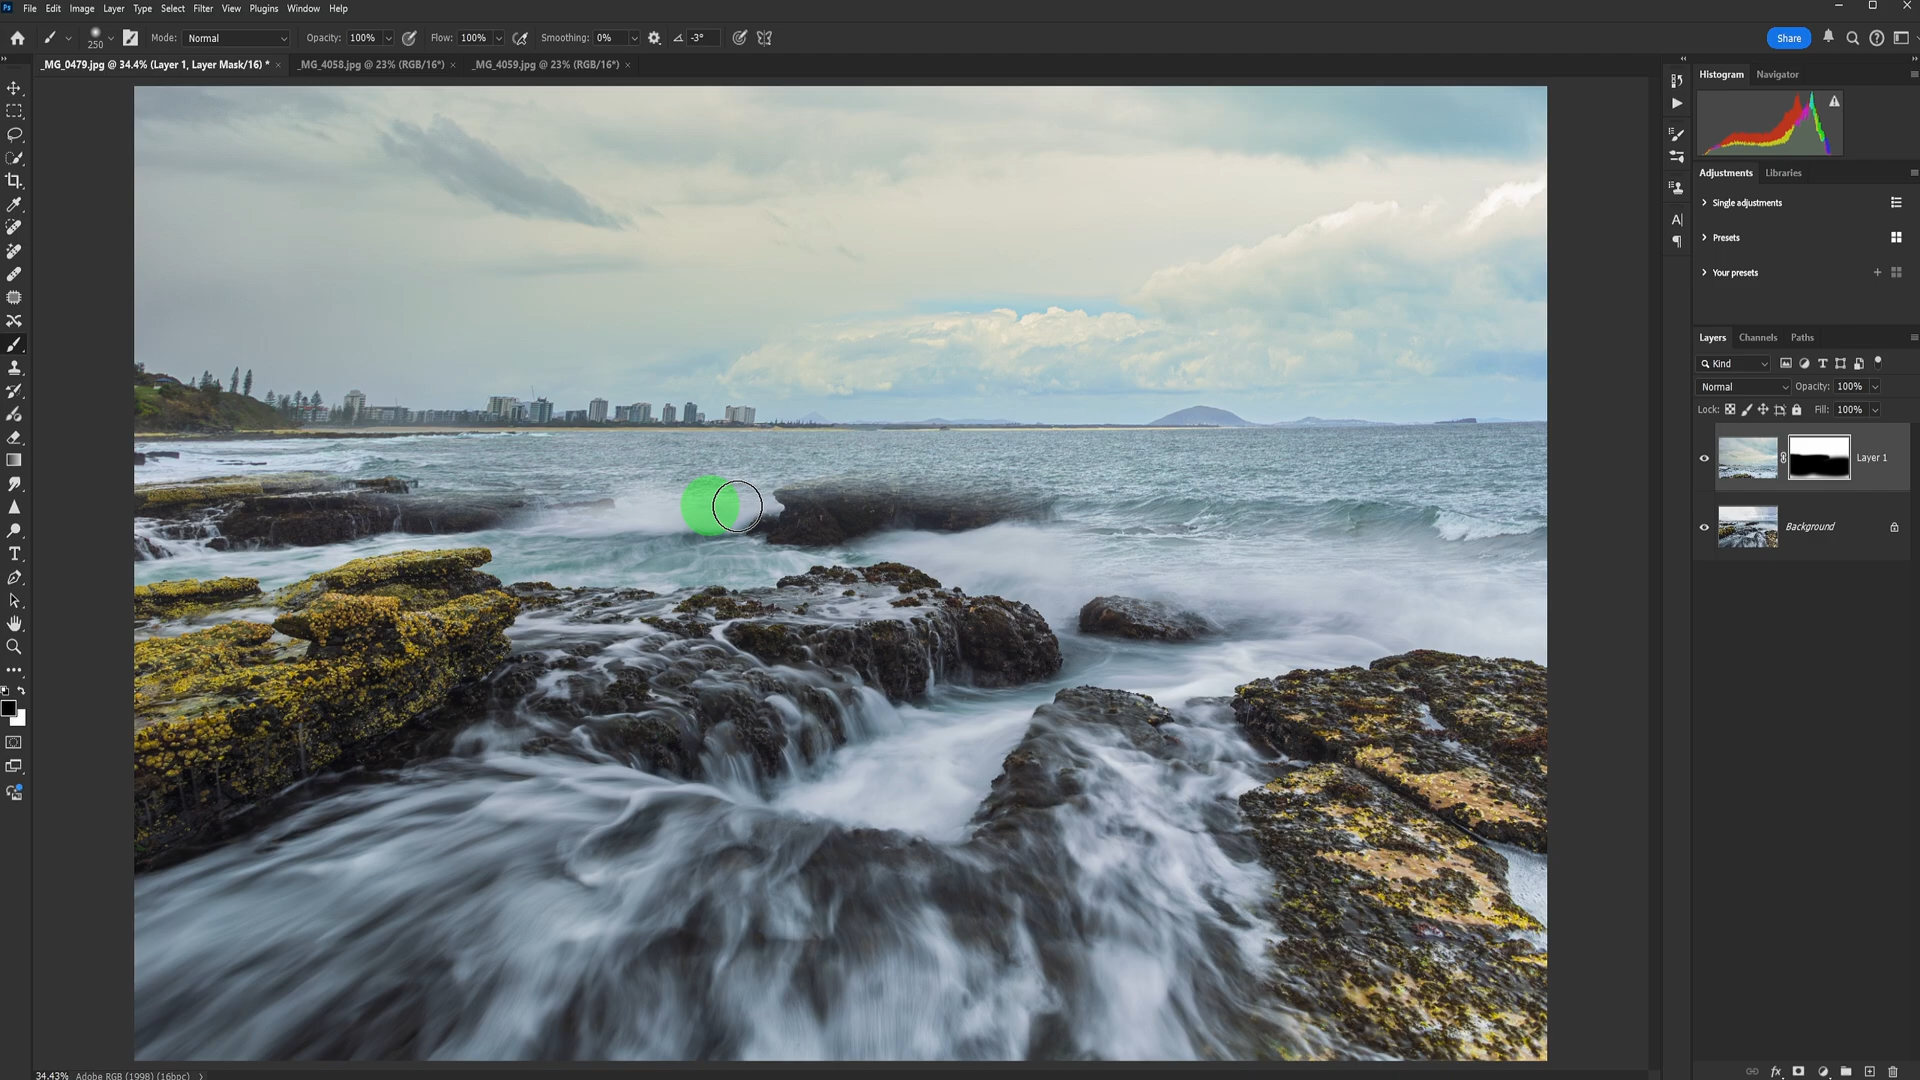 Ps File Edit Image Layer Type Select Filter View Plugins Window Help
250 Mode: Normal Opacity: 100% Flow: 100% Smoothing: 0% -3° Share
_MG_0479.jpg @ 34.4% (Layer 1, Layer Mask/16) * × _MG_4058.jpg @ 23% (RGB/16*) × _MG_4059.jpg @ 23% (RGB/16*) ×
Histogram Navigator
Adjustments Libraries
Single adjustments
Presets
Your presets
Layers Channels Paths
Kind
Normal Opacity: 100%
Lock: Fill: 100%
Layer 1
Background
34.43% Adobe RGB (1998) (16bpc)